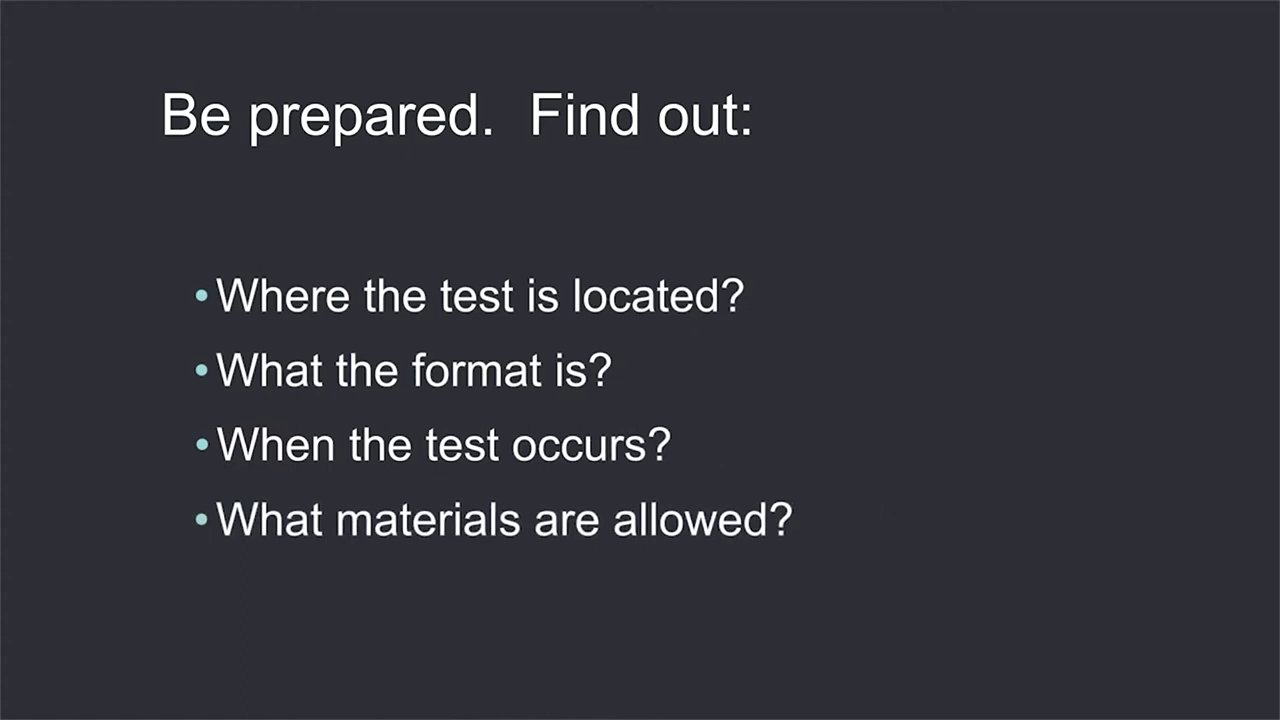 Be prepared.  Find out:
•Where the test is located?
•What the format is?
•When the test occurs?
•What materials are allowed?